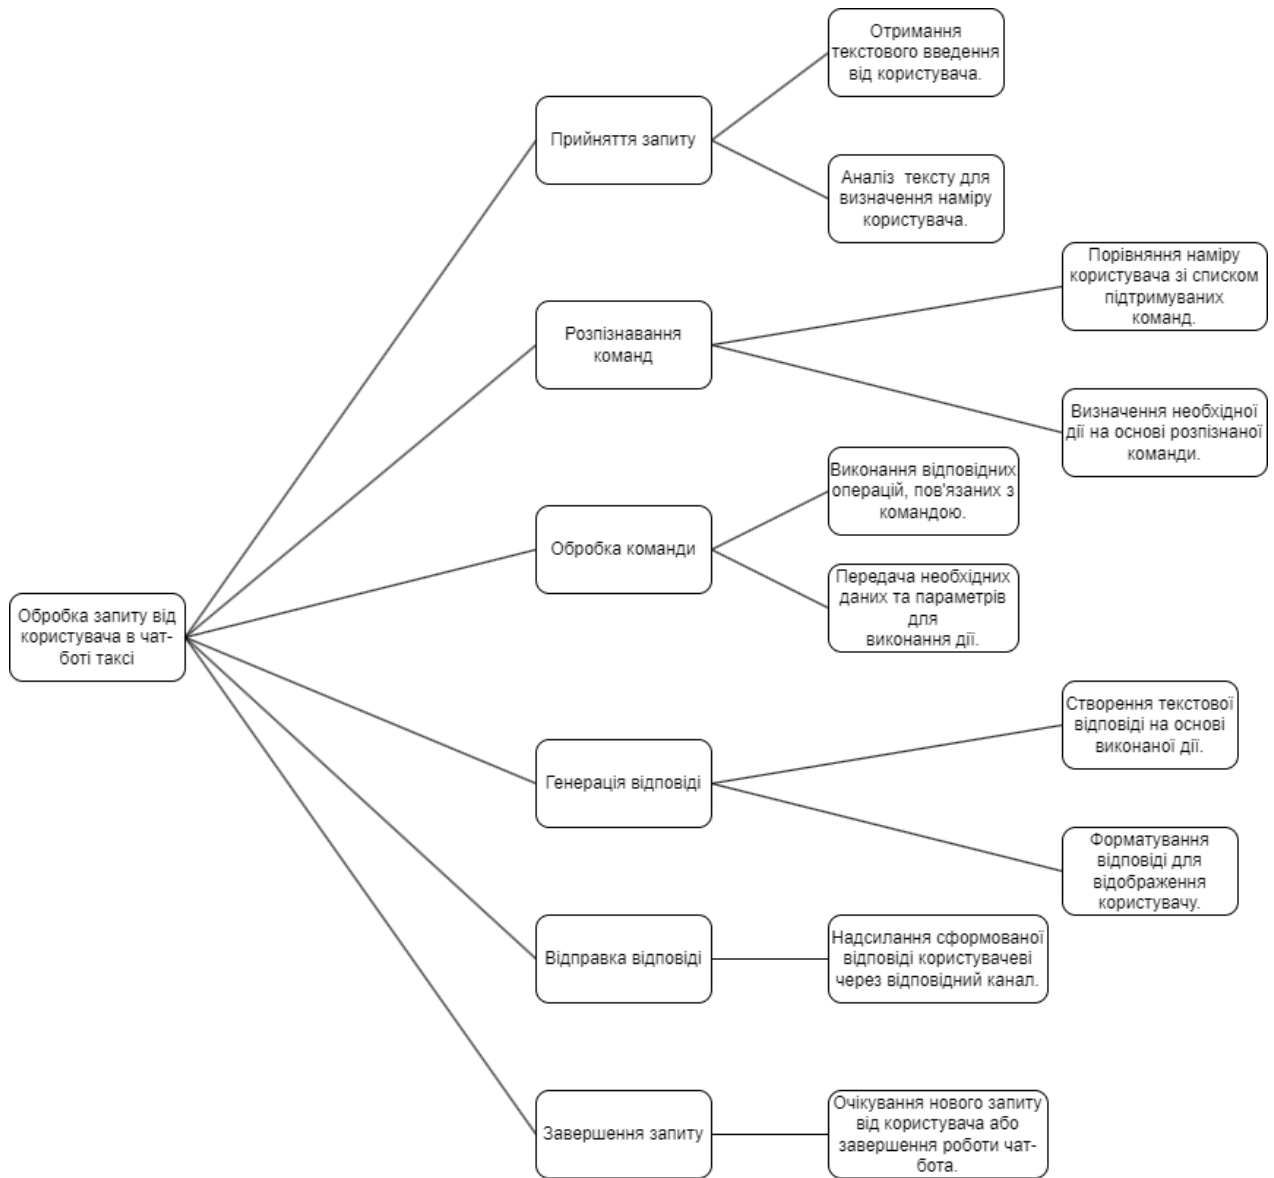 Отримання
текстового введення
від користувача.
Прийняття запиту
Аналіз  тексту для
визначення наміру
користувача.
Порівняння наміру
користувача зі списком
підтримуваних
команд.
Розпізнавання
команд
Визначення необхідної
дії на основі розпізнаної
команди.
Виконання відповідних
операцій, пов'язаних з
командою.
Обробка команди
Передача необхідних
даних та параметрів
для
виконання дії.
Обробка запиту від
користувача в чат-
боті таксі
Створення текстової
відповіді на основі
виконаної дії.
Генерація відповіді
Форматування
відповіді для
відображення
користувачу.
Відправка відповіді
Надсилання сформованої
відповіді користувачеві
через відповідний канал.
Завершення запиту
Очікування нового запиту
від користувача або
завершення роботи чат-
бота.